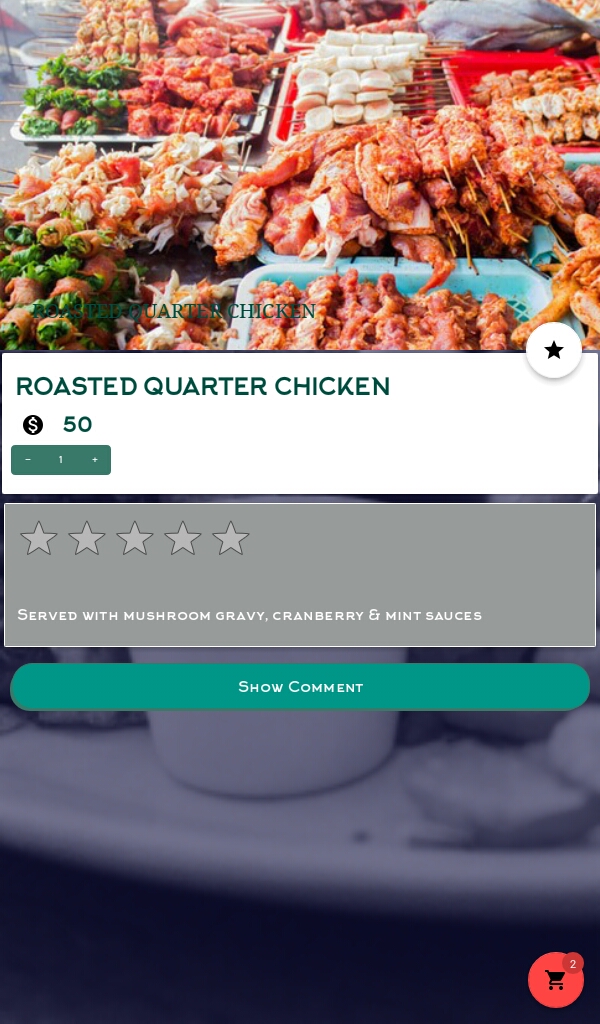 ROASTED QUARTER CHICKEN
ROASTED QUARTER CHICKEN
$ 50
− 1 +
Served with mushroom gravy, cranberry & mint sauces
Show Comment
2